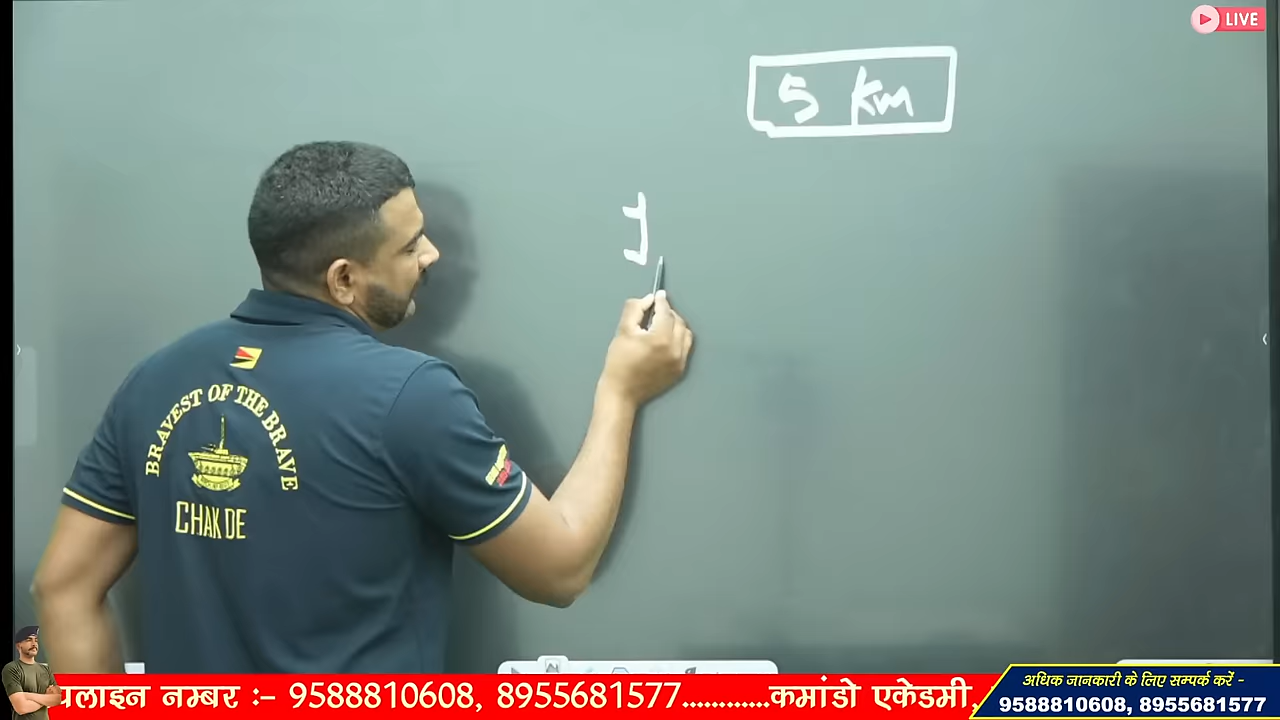 LIVE
5 Km
BRAVEST OF THE BRAVE
CHAK DE
पलाइन नम्बर :- 9588810608, 8955681577............कमांडो एकेडमी,
अधिक जानकारी के लिए सम्पर्क करें -
9588810608, 8955681577